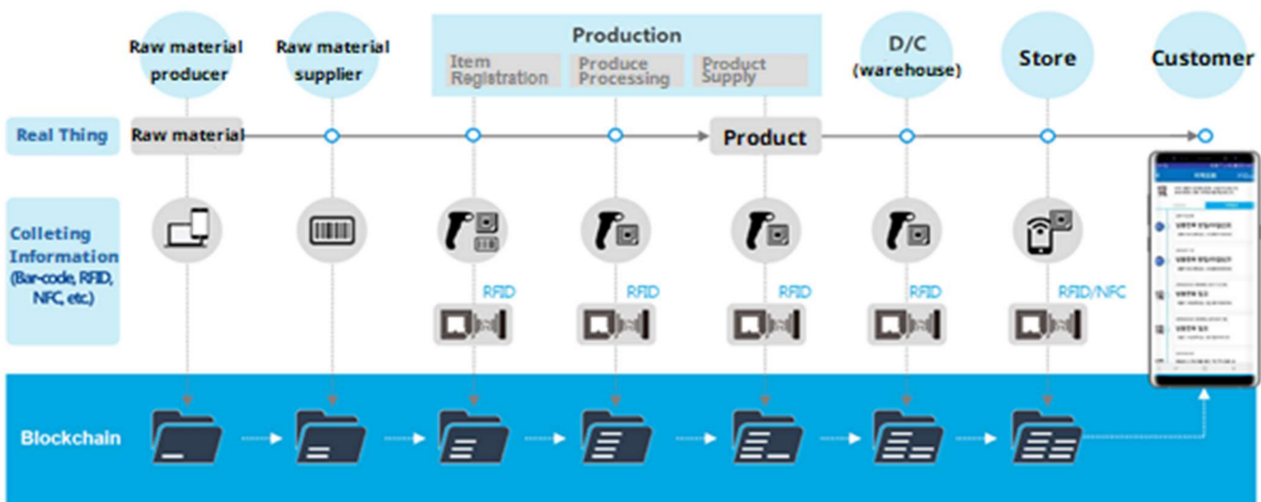 Raw material
producer
Raw material
supplier
Production
Item
Registration
Produce
Processing
Product
Supply
D/C
(warehouse)
Store
Customer
Real Thing
Raw material
Product
Colleting
Information
(Bar-code, RFID,
NFC, etc.)
RFID
RFID
RFID
RFID
RFID/NFC
Blockchain